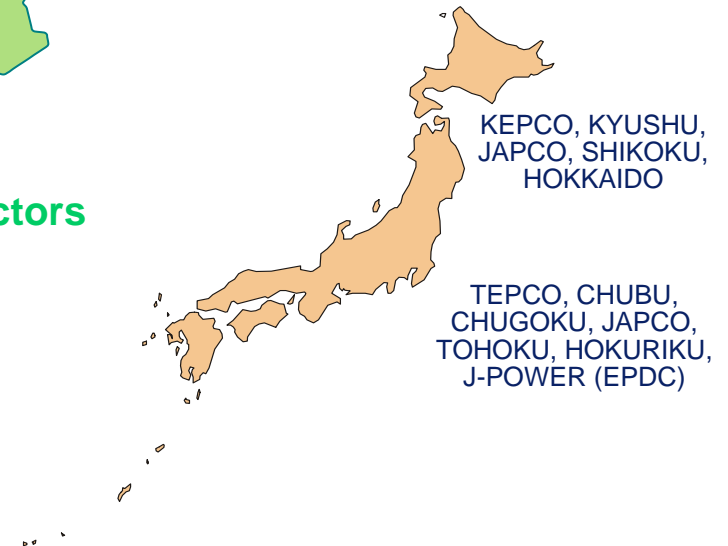 KEPCO, KYUSHU,
JAPCO, SHIKOKU,
HOKKAIDO
ctors
TEPCO, CHUBU,
CHUGOKU, JAPCO,
TOHOKU, HOKURIKU,
J-POWER (EPDC)